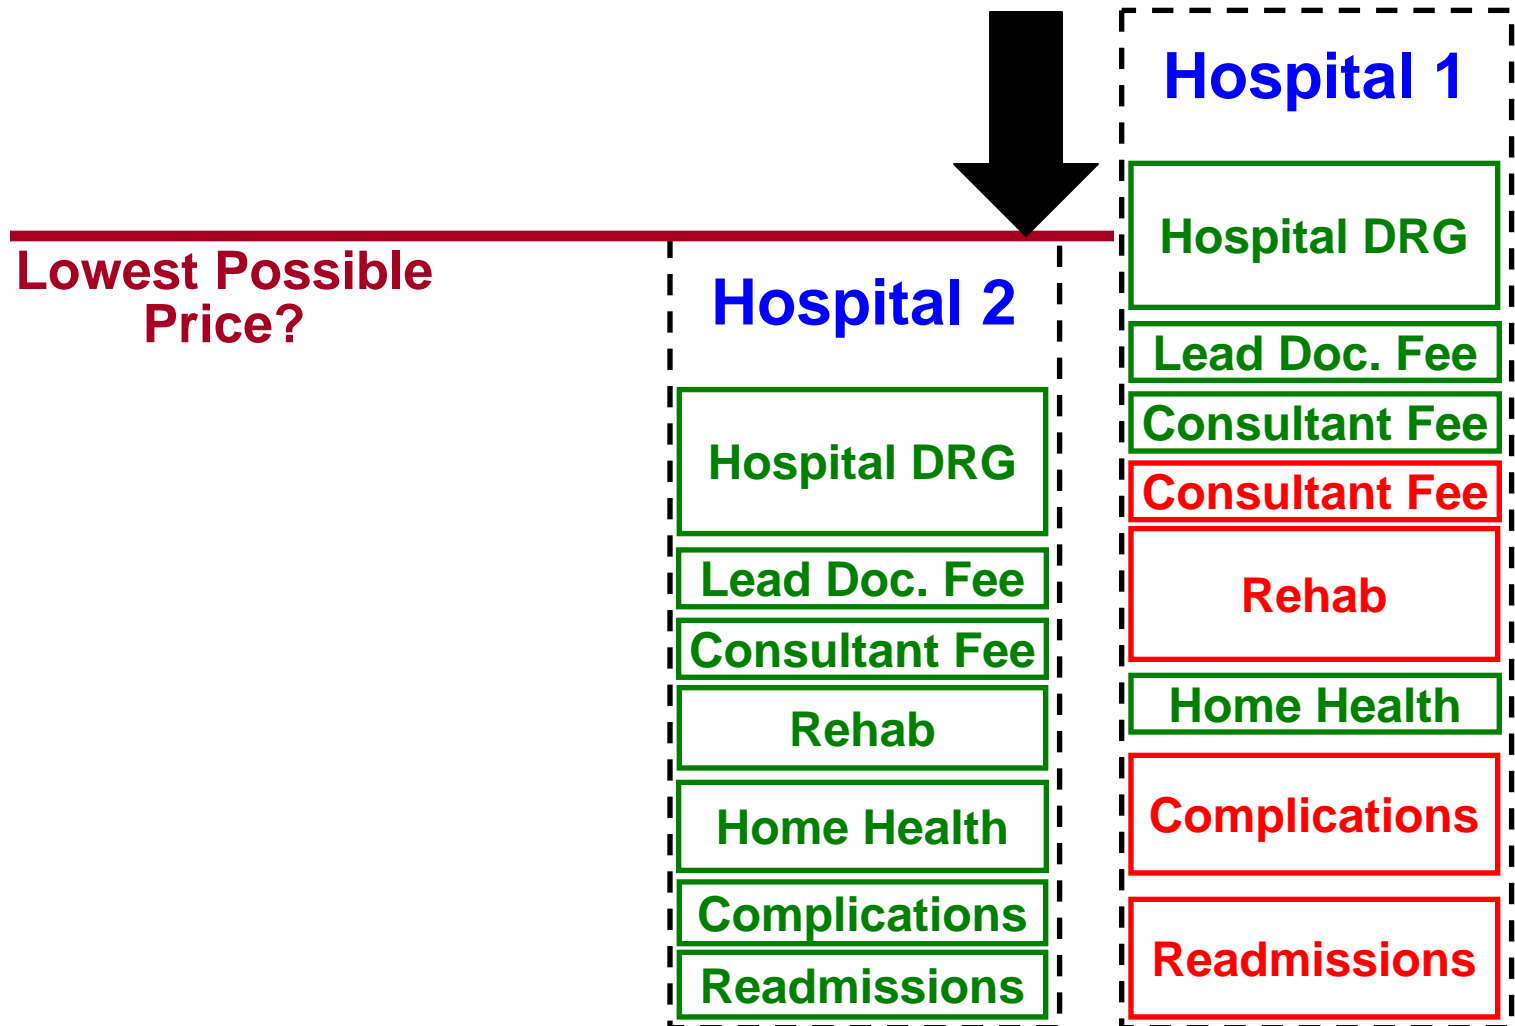 Lowest Possible
Price?
Hospital 2
Hospital DRG
Lead Doc. Fee
Consultant Fee
Rehab
Home Health
Complications
Readmissions
Hospital 1
Hospital DRG
Lead Doc. Fee
Consultant Fee
Consultant Fee
Rehab
Home Health
Complications
Readmissions